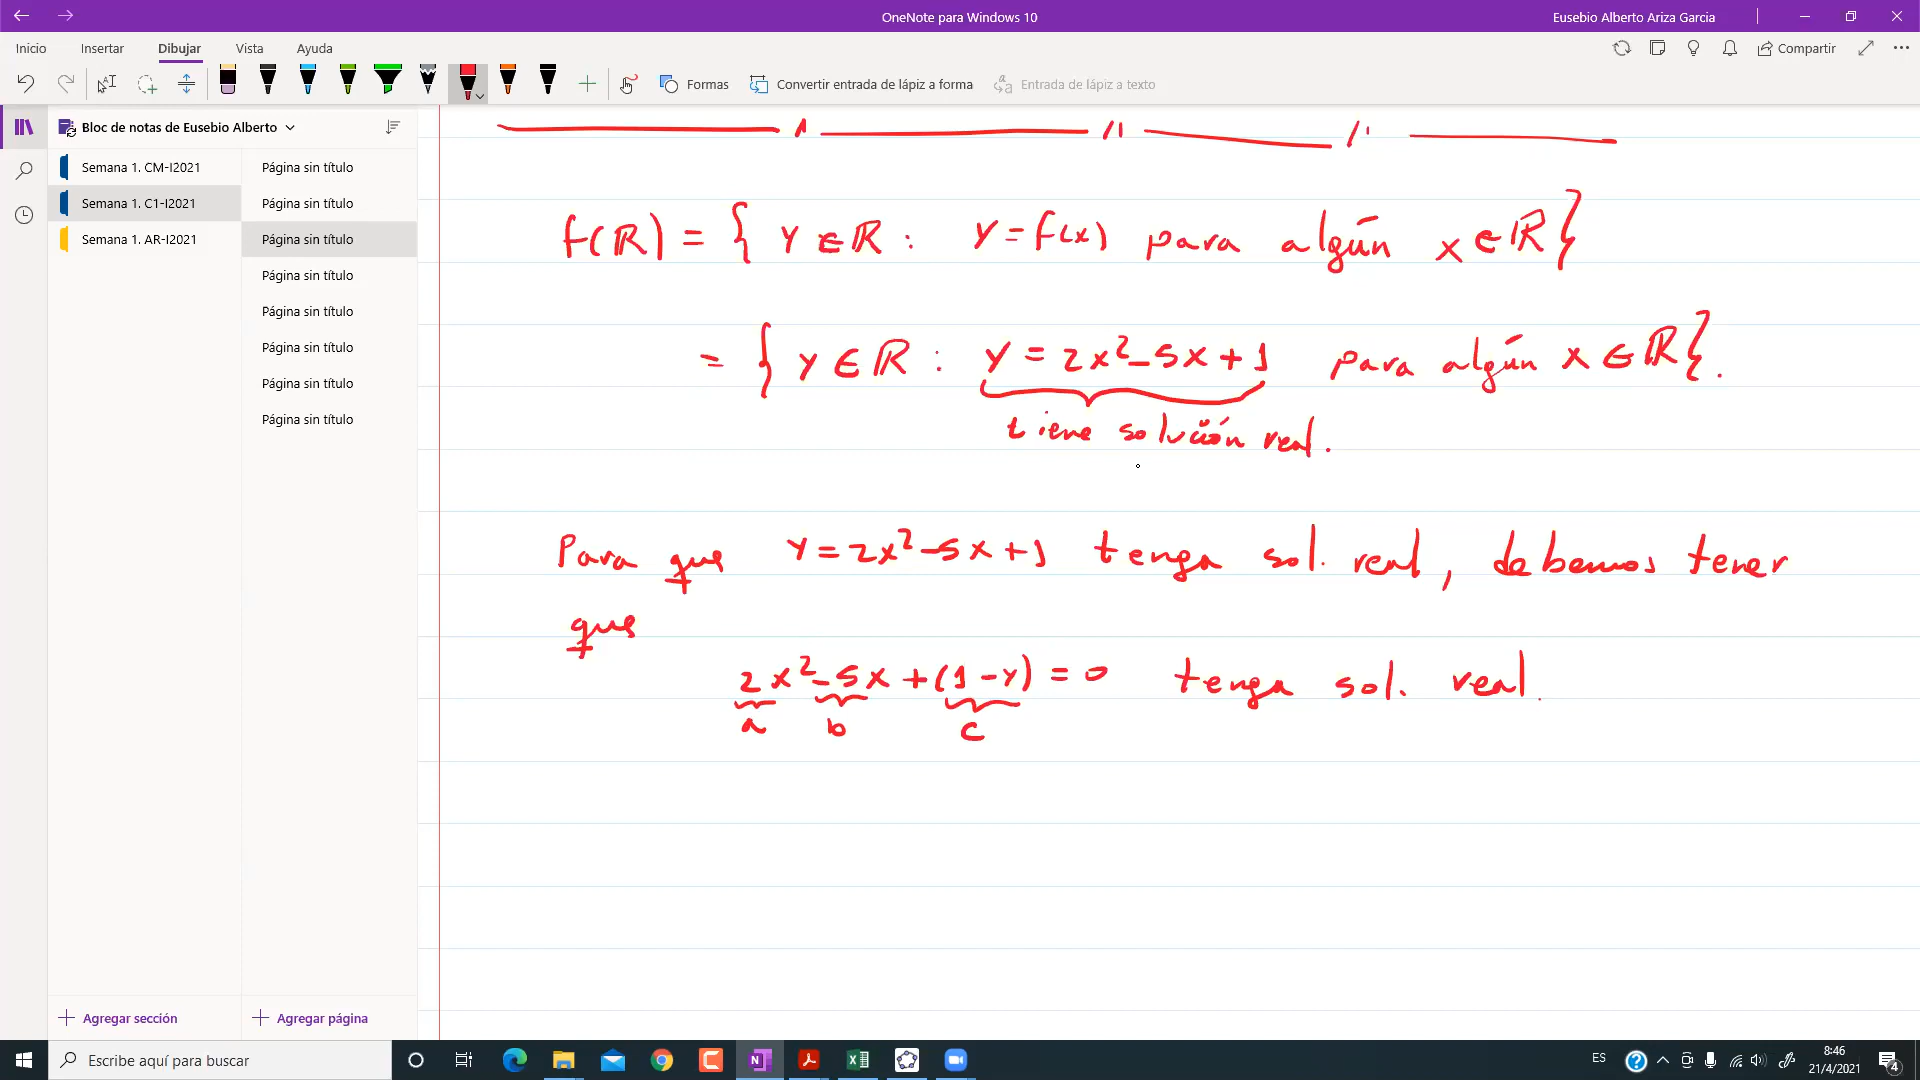 OneNote para Windows 10
Eusebio Alberto Ariza Garcia
Inicio Insertar Dibujar Vista Ayuda
Compartir
Formas Convertir entrada de lápiz a forma Entrada de lápiz a texto
Bloc de notas de Eusebio Alberto
Semana 1. CM-I2021
Semana 1. C1-I2021
Semana 1. AR-I2021
Página sin título
Página sin título
Página sin título
Página sin título
Página sin título
Página sin título
Página sin título
Página sin título
f(ℝ) = { y ∈ ℝ : y = f(x) para algún x ∈ ℝ }
= { y ∈ ℝ : y = 2x² - 5x + 1 para algún x ∈ ℝ }.
tiene solución real.
Para que y = 2x² - 5x + 1 tenga sol. real, debemos tener
que
2x² - 5x + (1 - y) = 0 tenga sol. real.
a b c
Agregar sección Agregar página
Escribe aquí para buscar
ES
8:46
21/4/2021
4